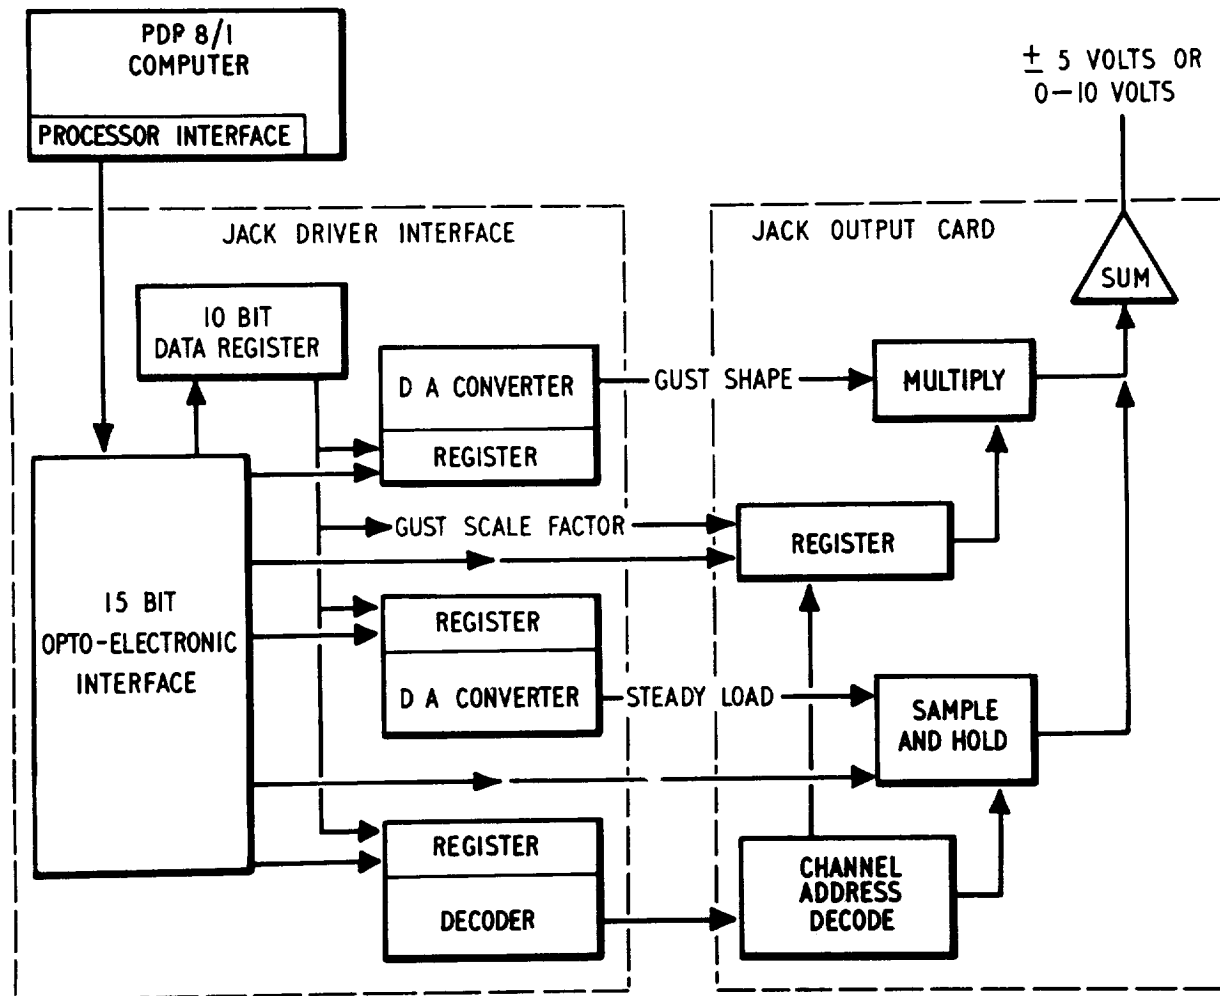 PDP 8/1
COMPUTER
PROCESSOR INTERFACE
± 5 VOLTS OR
0-10 VOLTS
JACK DRIVER INTERFACE
JACK OUTPUT CARD
SUM
10 BIT
DATA REGISTER
D A CONVERTER
REGISTER
GUST SHAPE
MULTIPLY
GUST SCALE FACTOR
REGISTER
15 BIT
OPTO-ELECTRONIC
INTERFACE
REGISTER
D A CONVERTER
STEADY LOAD
SAMPLE
AND HOLD
REGISTER
DECODER
CHANNEL
ADDRESS
DECODE